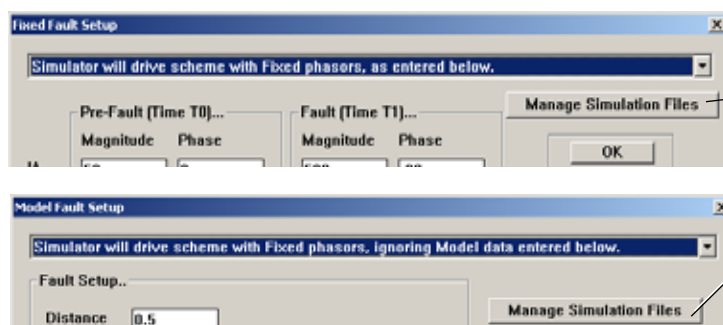 Fixed Fault Setup
Simulator will drive scheme with Fixed phasors, as entered below.
Pre-Fault (Time T0)... Fault (Time T1)... Manage Simulation Files
Magnitude Phase Magnitude Phase OK
Model Fault Setup
Simulator will drive scheme with Fixed phasors, ignoring Model data entered below.
Fault Setup..
Distance 0.5 Manage Simulation Files